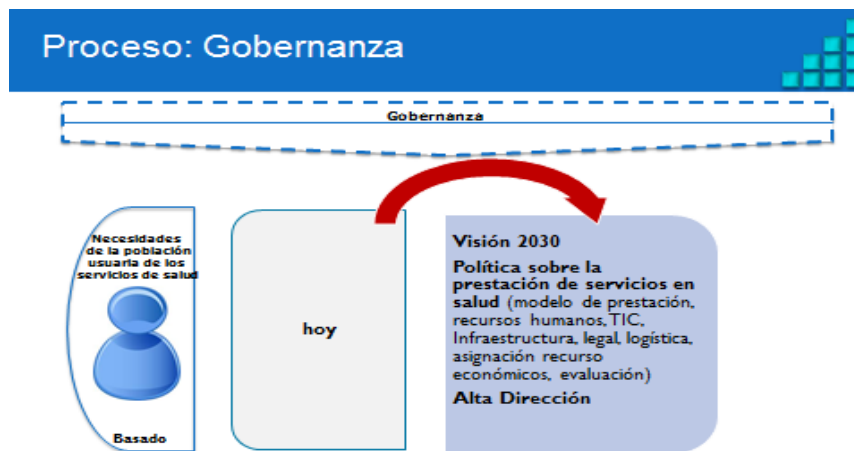 Proceso: Gobernanza
Gobernanza
Necesidades
de la población
usuaria de los
servicios de salud
Basado
hoy
Visión 2030
Política sobre la
prestación de servicios en
salud (modelo de prestación,
recursos humanos, TIC,
Infraestructura, legal, logística,
asignación recurso
económicos, evaluación)
Alta Dirección